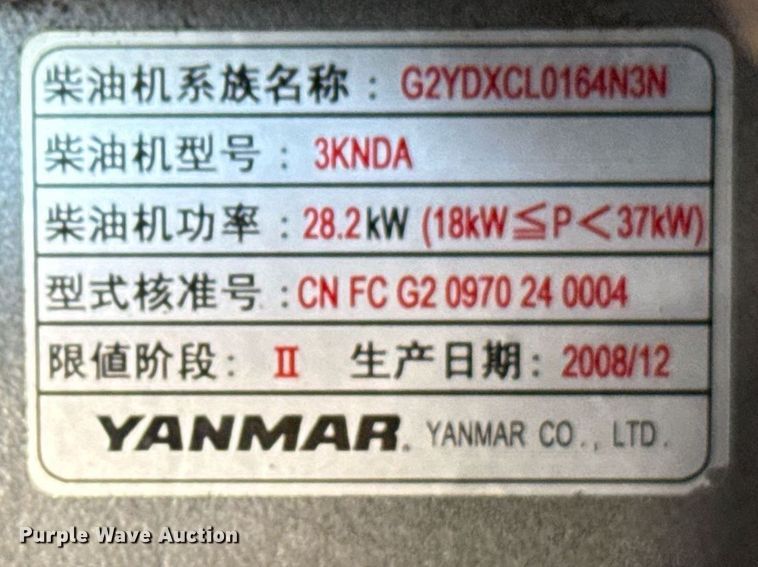 柴油机系族名称：G2YDXCL0164N3N
柴油机型号：3KNDA
柴油机功率：28.2kW (18kW≦P＜37kW)
型式核准号:CN FC G2 0970 24 0004
限值阶段：Ⅱ 生产日期：2008/12
YANMAR. YANMAR CO., LTD.
Purple Wave Auction